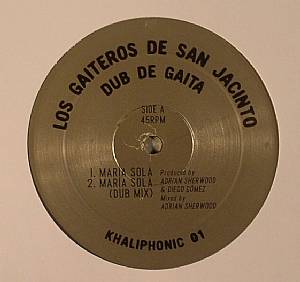 LOS GAITEROS DE SAN JACINTO
DUB DE GAITA
SIDE A
45RPM
1. MARIA SOLA
2. MARIA SOLA
(DUB MIX)
Produced by
ADRIAN SHERWOOD
& DIEGO GÓMEZ
Mixed by
ADRIAN SHERWOOD
KHALIPHONIC 01